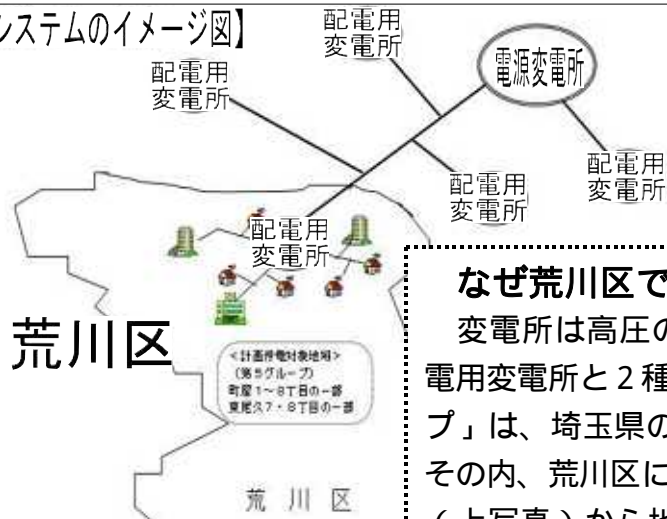 システムのイメージ図】
配電用
変電所
配電用
変電所
電源変電所
配電用
変電所
配電用
変電所
配電用
変電所
荒川区
<計画停電対象地域>
(第5グループ)
町屋1~8丁目の一部
東尾久7・8丁目の一部
荒川区
なぜ荒川区で
変電所は高圧の
電用変電所と2種
プ」は、埼玉県の
その内、荒川区に
(上写真)から地